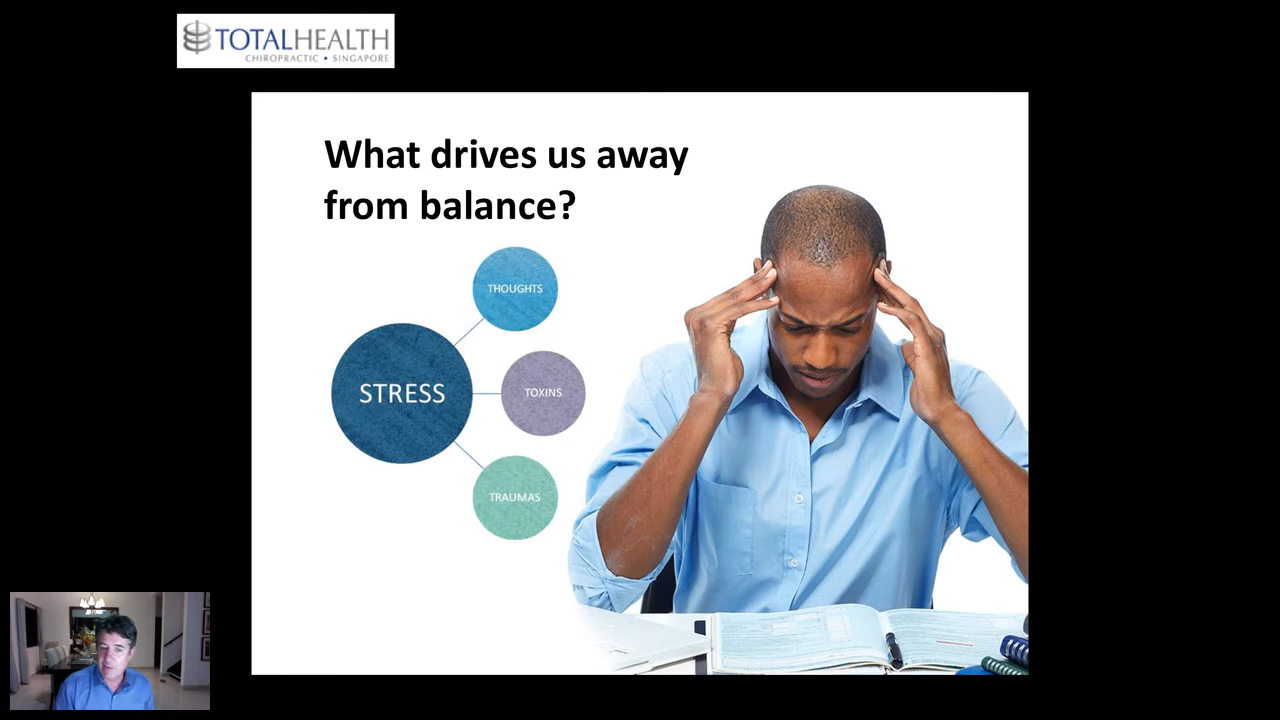 TOTALHEALTH
CHIROPRACTIC • SINGAPORE
What drives us away
from balance?
THOUGHTS
STRESS
TOXINS
TRAUMAS